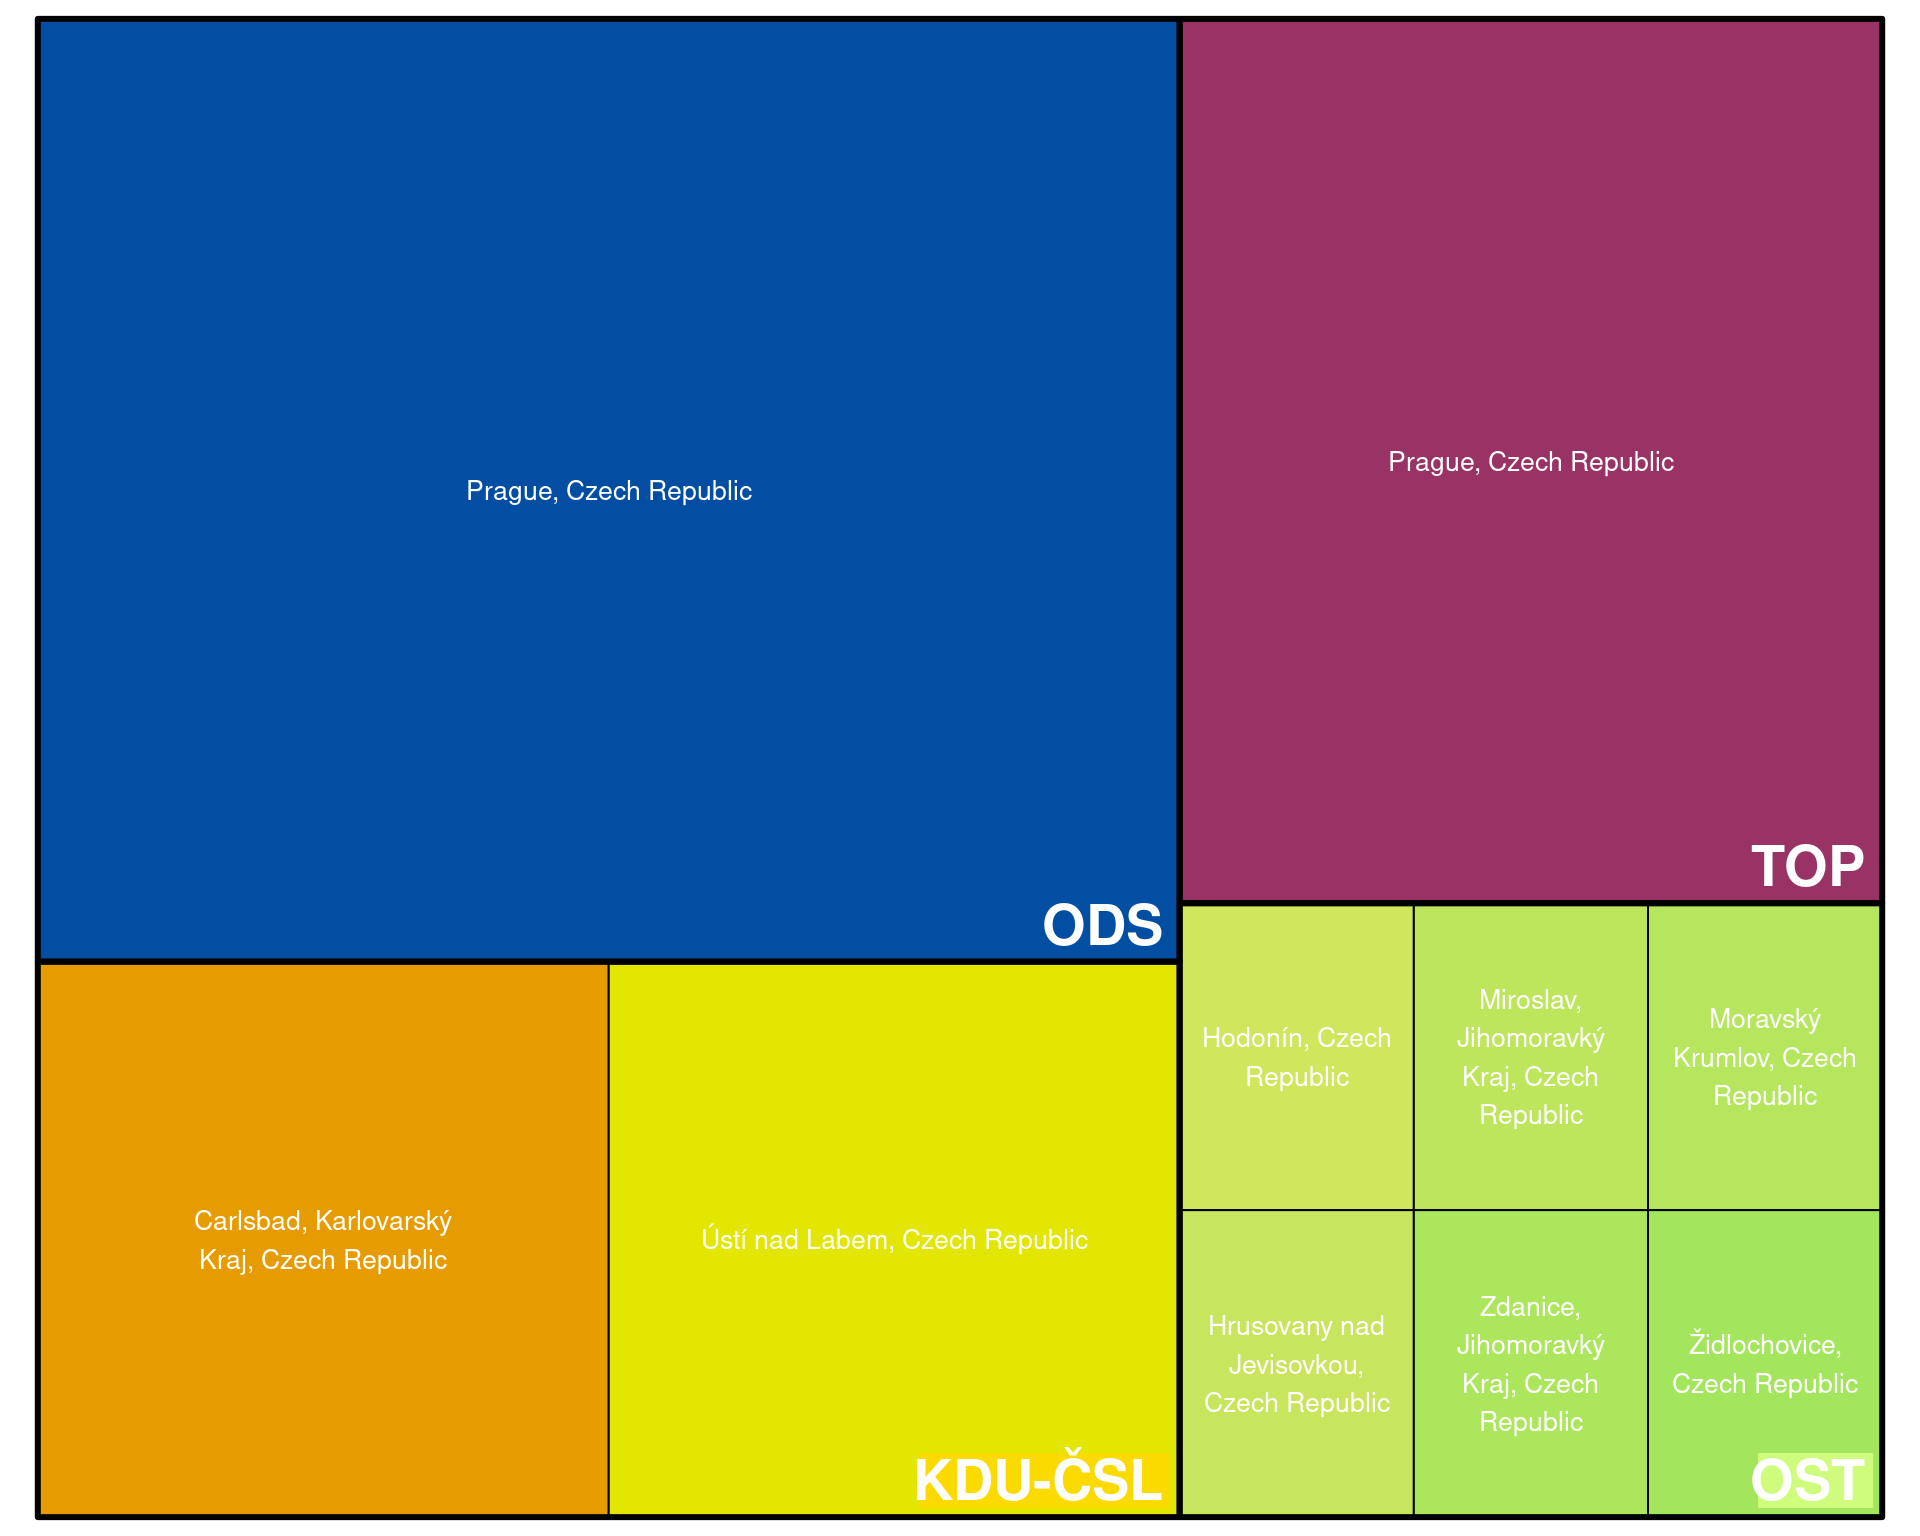 Prague, Czech Republic
ODS
Prague, Czech Republic
TOP
Carlsbad, Karlovarský
Kraj, Czech Republic
Ústí nad Labem, Czech Republic
KDU-ČSL
Hodonín, Czech
Republic
Miroslav,
Jihomoravký
Kraj, Czech
Republic
Moravský
Krumlov, Czech
Republic
Hrusovany nad
Jevisovkou,
Czech Republic
Zdanice,
Jihomoravký
Kraj, Czech
Republic
Židlochovice,
Czech Republic
OST